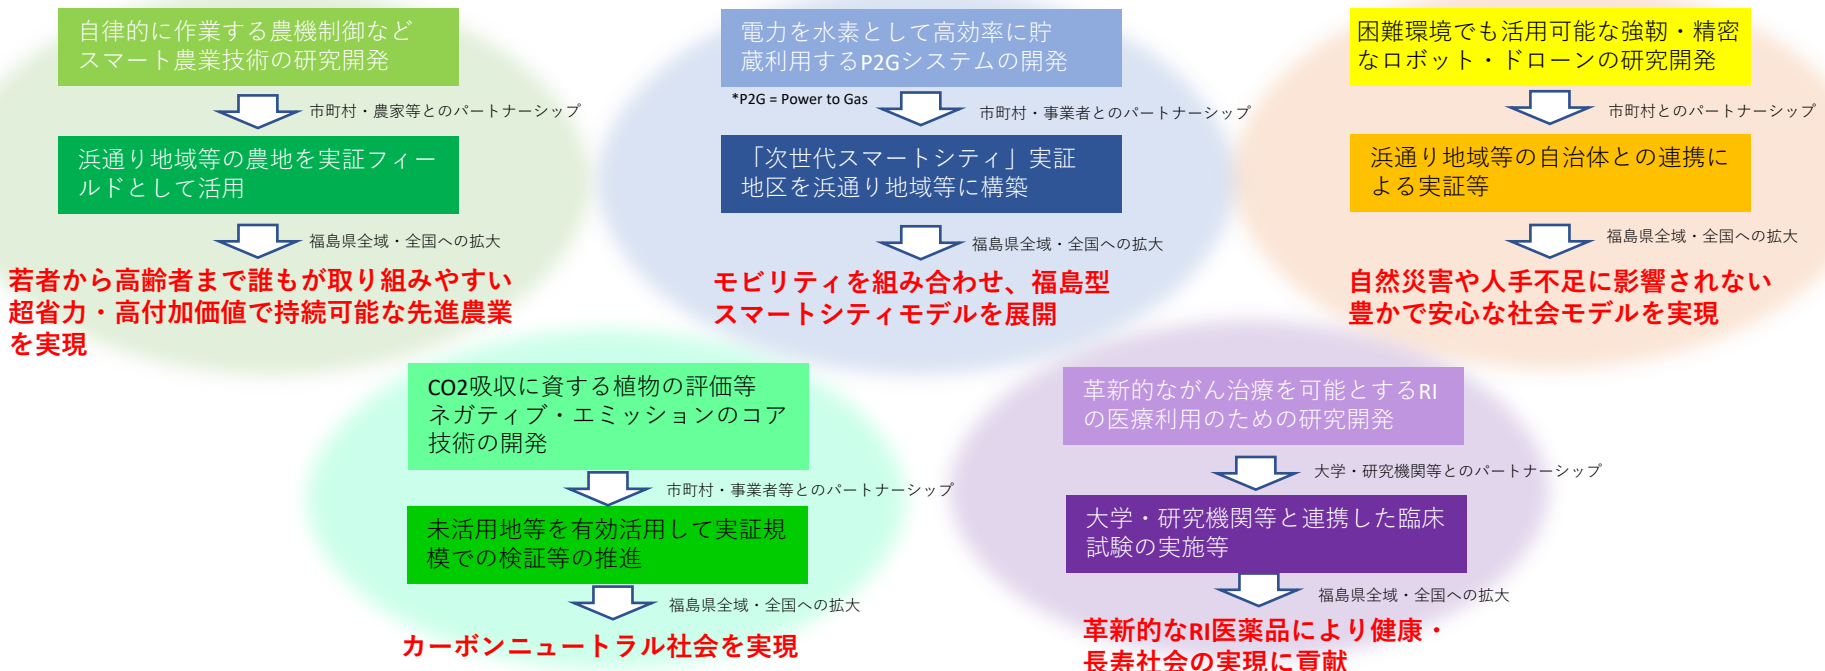 自律的に作業する農機制御など
スマート農業技術の研究開発
市町村・農家等とのパートナーシップ
浜通り地域等の農地を実証フィー
ルドとして活用
福島県全域・全国への拡大
若者から高齢者まで誰もが取り組みやすい
超省力・高付加価値で持続可能な先進農業
を実現
電力を水素として高効率に貯
蔵利用するP2Gシステムの開発
*P2G = Power to Gas
市町村・事業者とのパートナーシップ
「次世代スマートシティ」実証
地区を浜通り地域等に構築
福島県全域・全国への拡大
モビリティを組み合わせ、福島型
スマートシティモデルを展開
困難環境でも活用可能な強靭・精密
なロボット・ドローンの研究開発
市町村とのパートナーシップ
浜通り地域等の自治体との連携に
よる実証等
福島県全域・全国への拡大
自然災害や人手不足に影響されない
豊かで安心な社会モデルを実現
CO2吸収に資する植物の評価等
ネガティブ・エミッションのコア
技術の開発
市町村・事業者等とのパートナーシップ
未活用地等を有効活用して実証規
模での検証等の推進
福島県全域・全国への拡大
カーボンニュートラル社会を実現
革新的ながん治療を可能とするRI
の医療利用のための研究開発
大学・研究機関等とのパートナーシップ
大学・研究機関等と連携した臨床
試験の実施等
福島県全域・全国への拡大
革新的なRI医薬品により健康・
長寿社会の実現に貢献